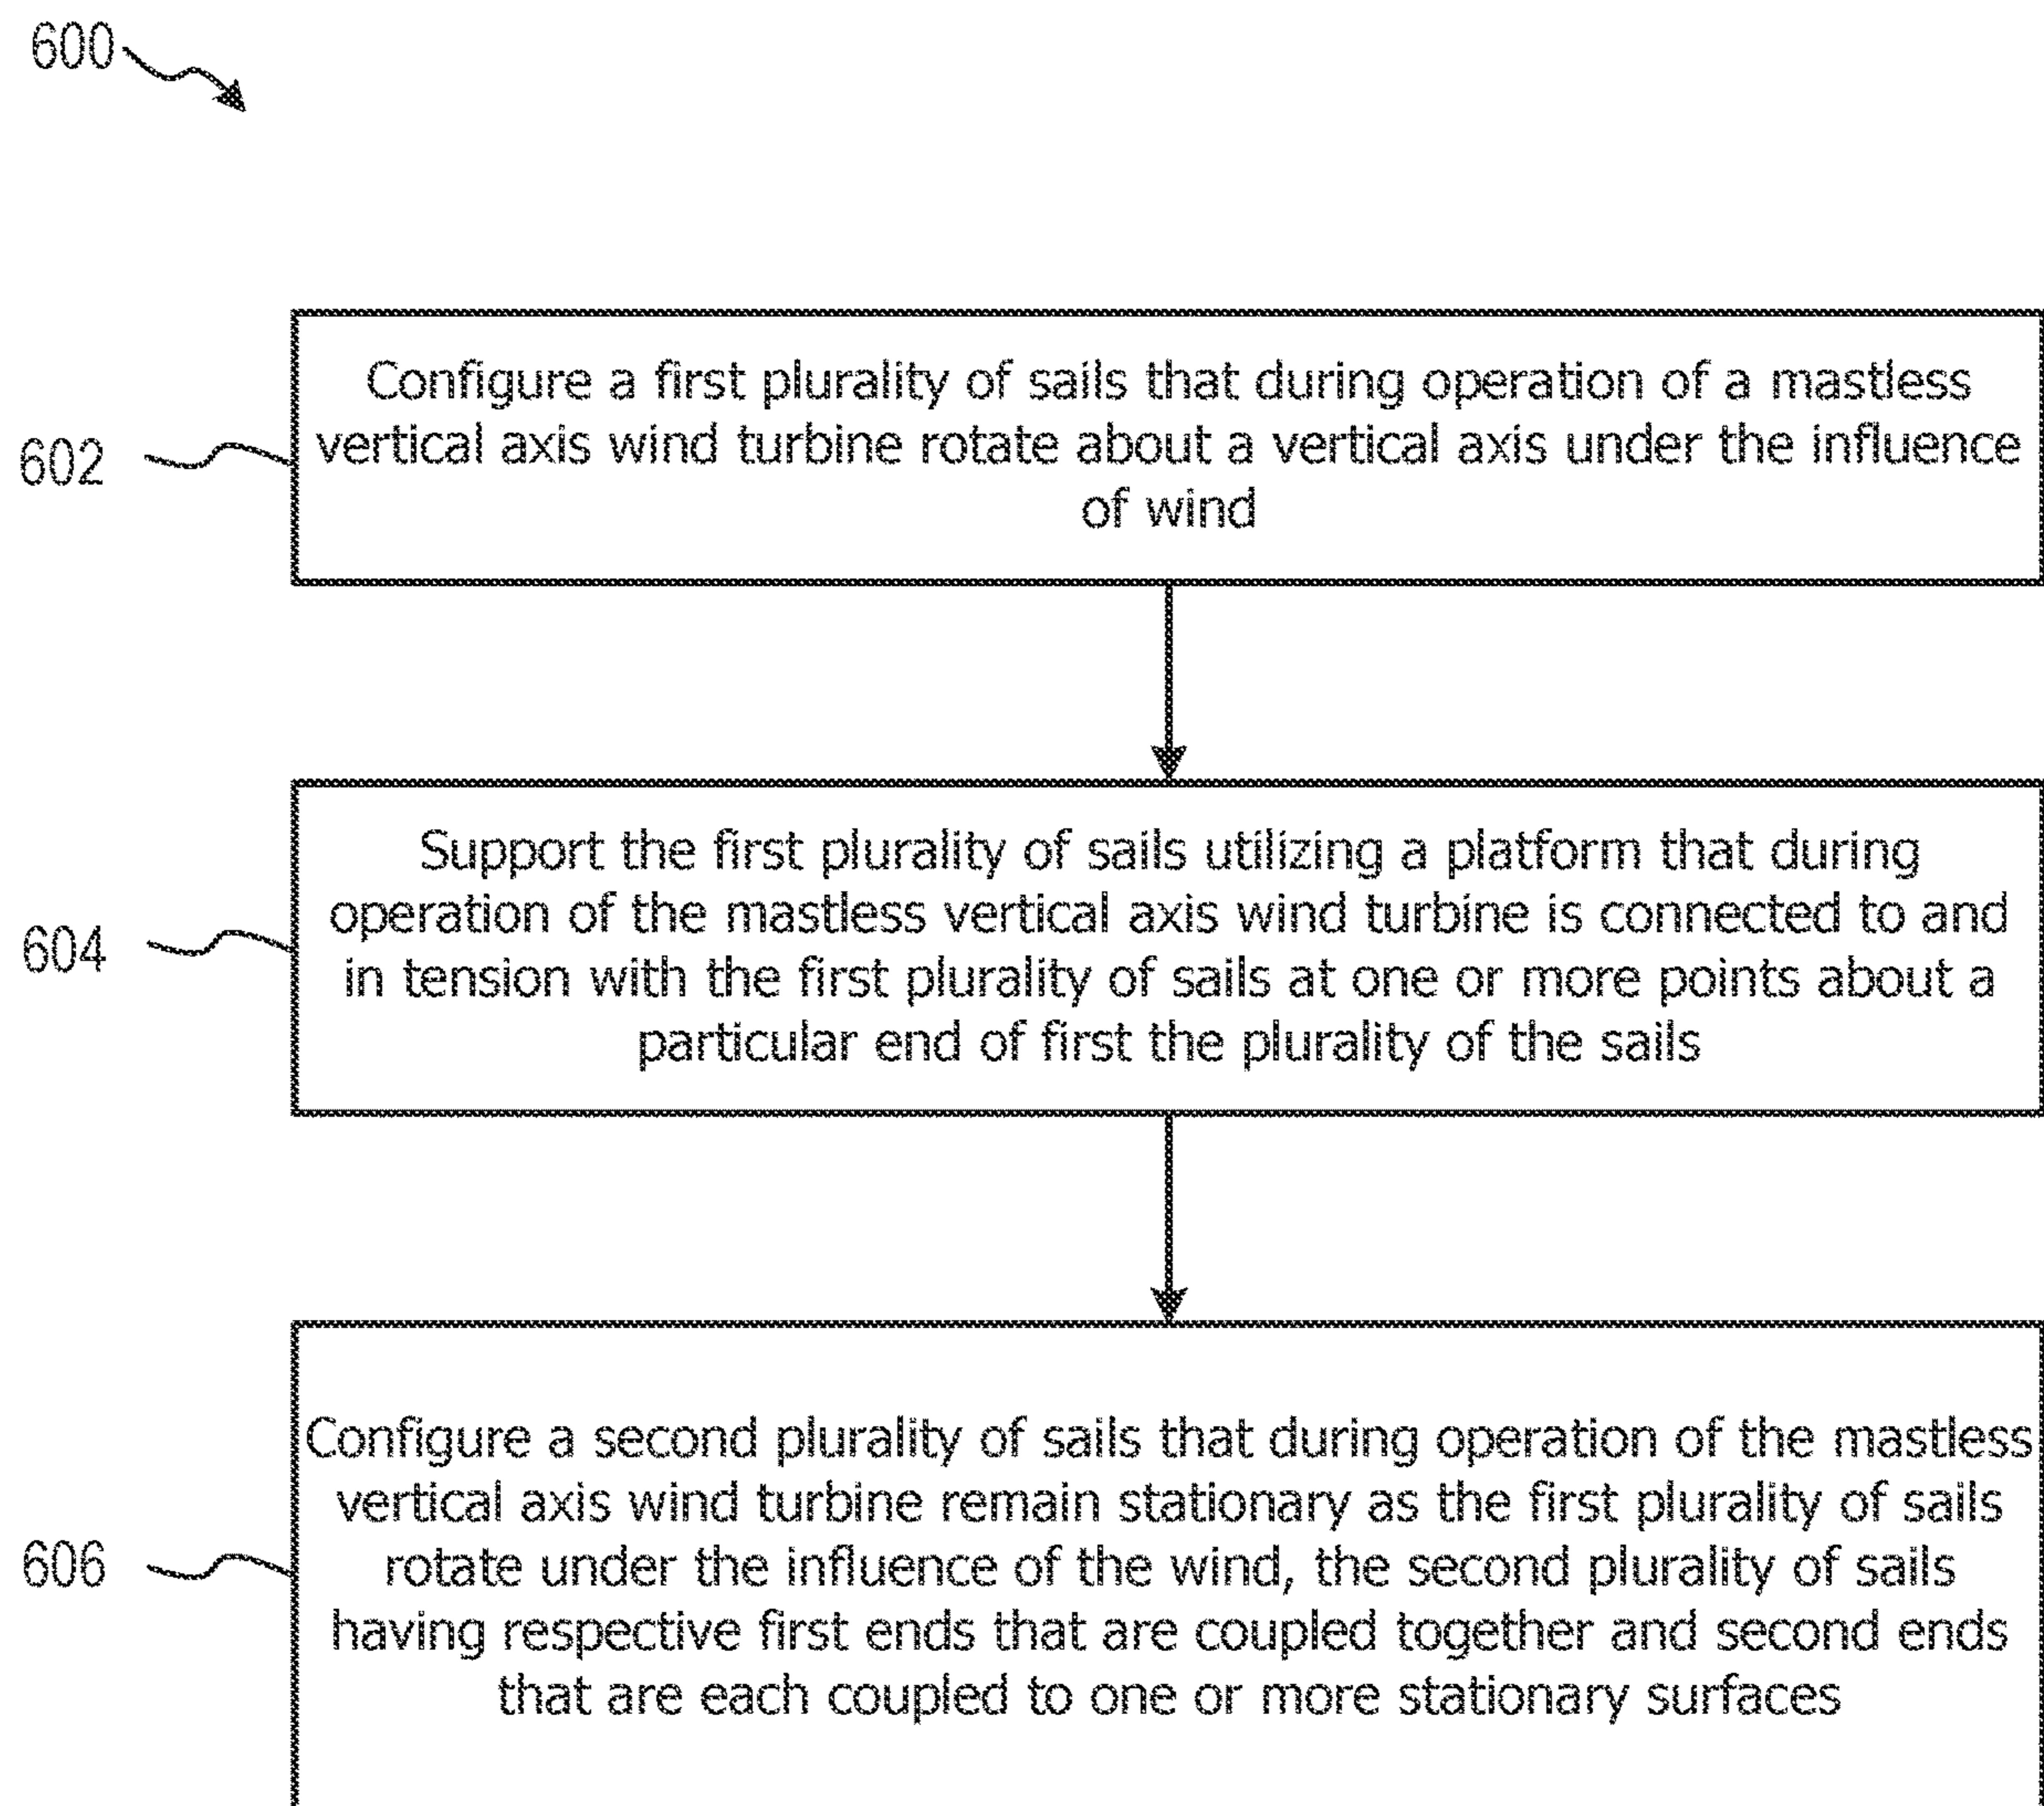 600
Configure a first plurality of sails that during operation of a mastless
vertical axis wind turbine rotate about a vertical axis under the influence
of wind
602
Support the first plurality of sails utilizing a platform that during
operation of the mastless vertical axis wind turbine is connected to and
in tension with the first plurality of sails at one or more points about a
particular end of first the plurality of the sails
604
Configure a second plurality of sails that during operation of the mastless
vertical axis wind turbine remain stationary as the first plurality of sails
rotate under the influence of the wind, the second plurality of sails
having respective first ends that are coupled together and second ends
that are each coupled to one or more stationary surfaces
606